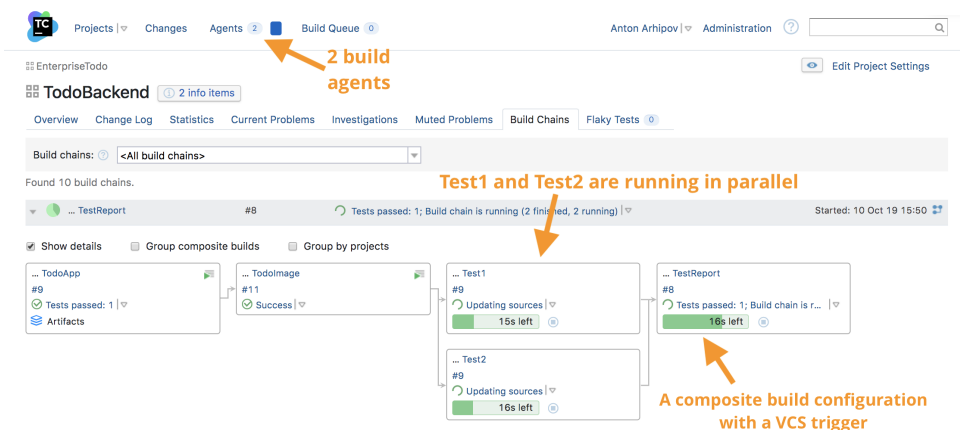 TC
Projects
Changes
Agents 2
Build Queue 0
Anton Arhipov
Administration
?
2 build
agents
EnterpriseTodo
Edit Project Settings
TodoBackend
2 info items
Overview
Change Log
Statistics
Current Problems
Investigations
Muted Problems
Build Chains
Flaky Tests 0
Build chains: ? <All build chains>
Found 10 build chains.
Test1 and Test2 are running in parallel
... TestReport #8 Tests passed: 1; Build chain is running (2 finished, 2 running) Started: 10 Oct 19 15:50
Show details
Group composite builds
Group by projects
... TodoApp
#9
Tests passed: 1
Artifacts
... TodoImage
#11
Success
... Test1
#9
Updating sources
15s left
... Test2
#9
Updating sources
16s left
... TestReport
#8
Tests passed: 1; Build chain is r...
16s left
A composite build configuration
with a VCS trigger